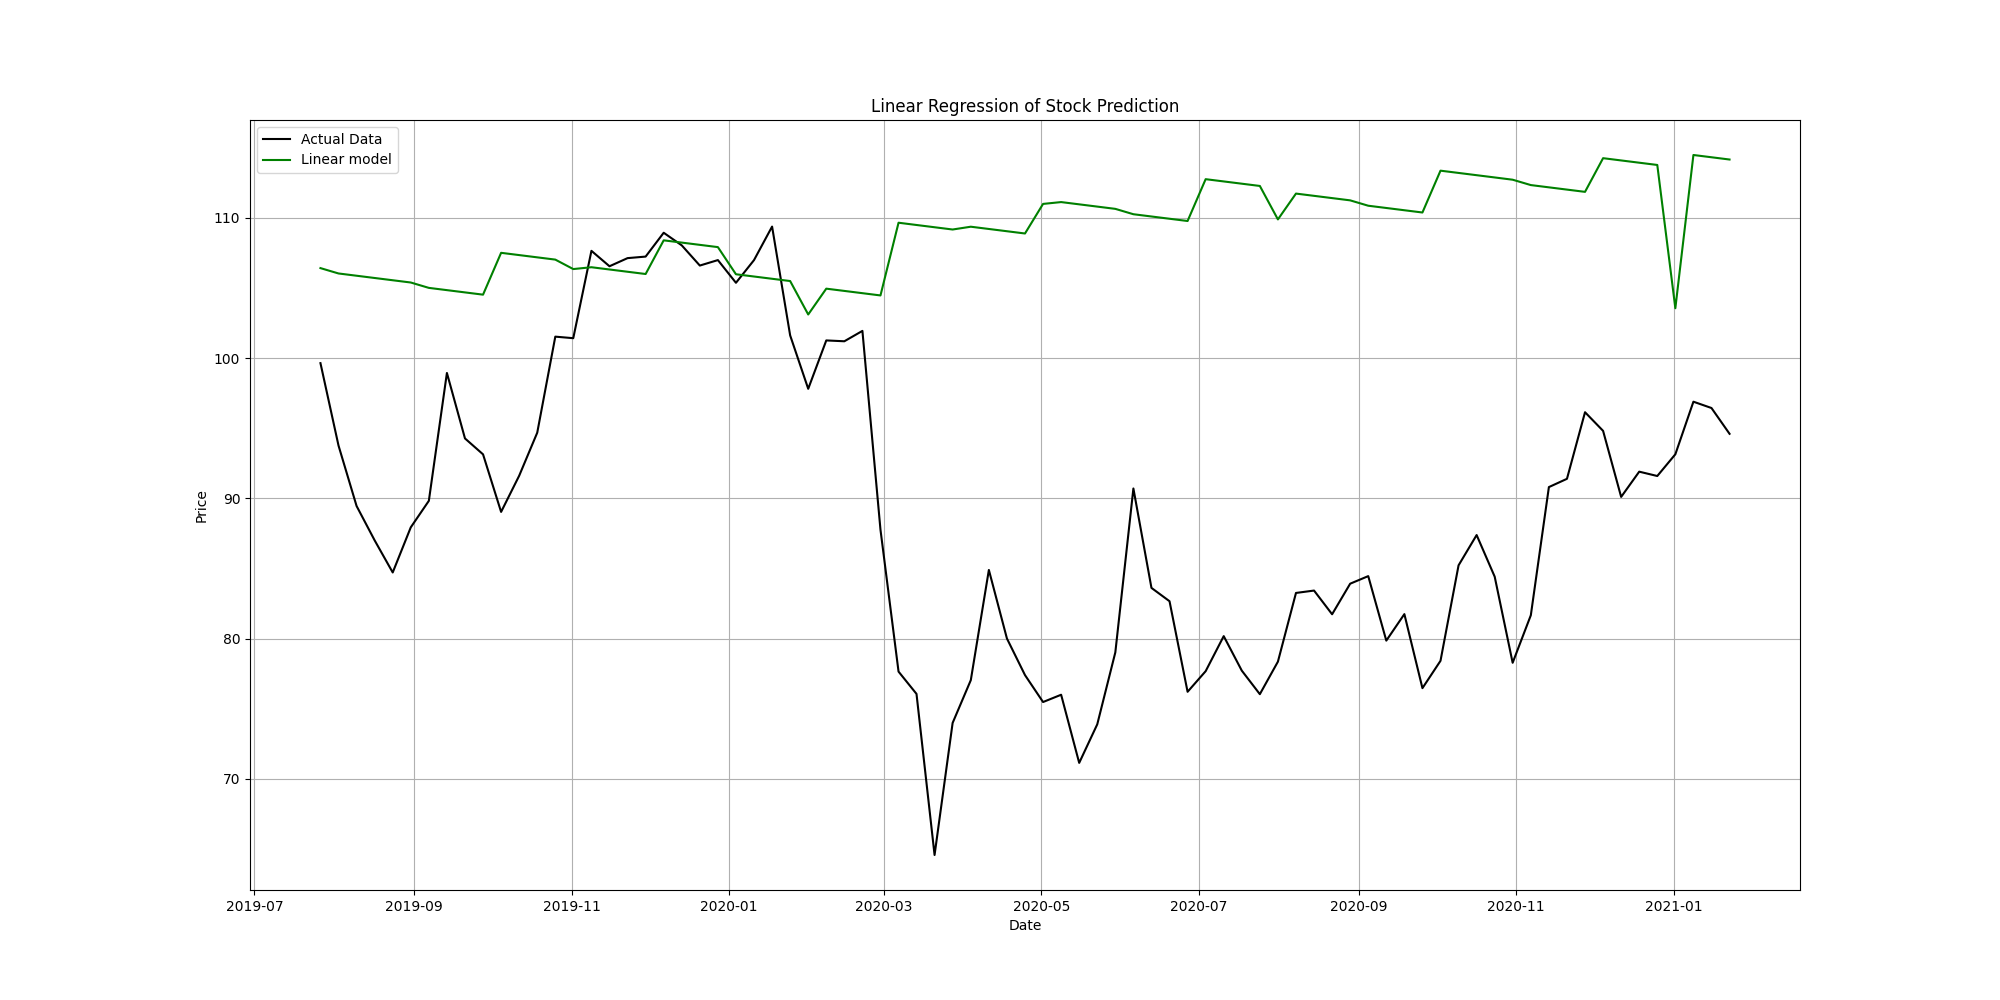 Linear Regression of Stock Prediction
Actual Data
Linear model
110
100
90
80
70
Price
2019-07 2019-09 2019-11 2020-01 2020-03 2020-05 2020-07 2020-09 2020-11 2021-01
Date